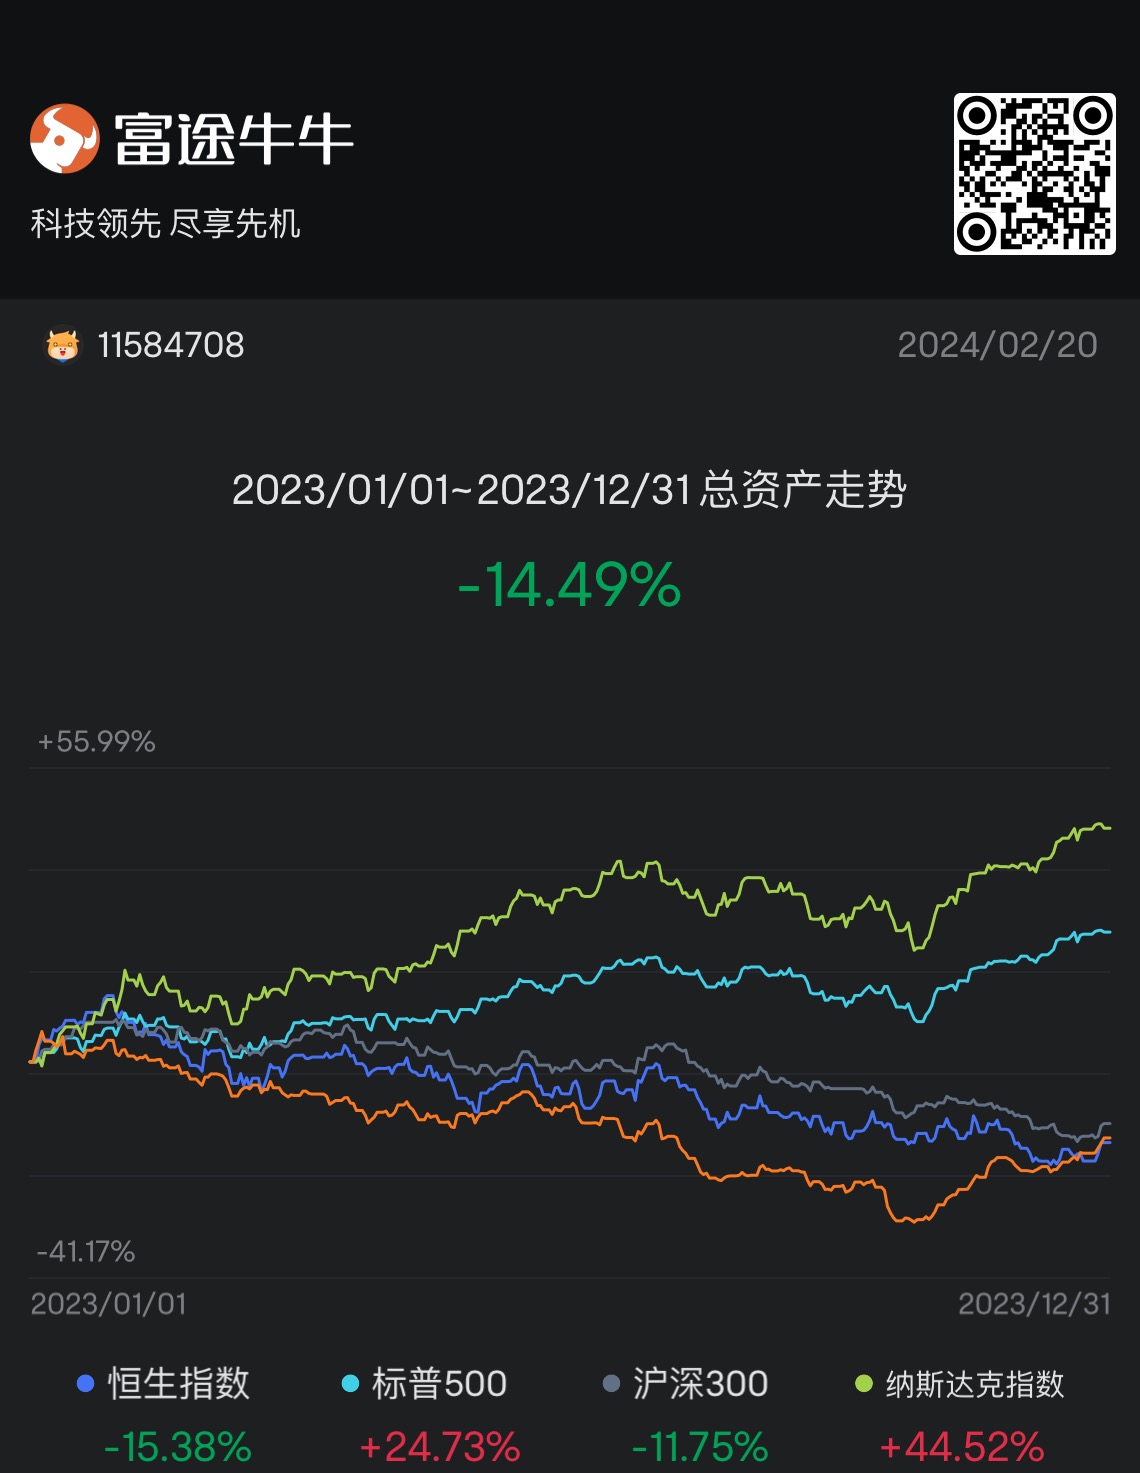 富途牛牛
科技领先 尽享先机
11584708
2024/02/20
2023/01/01~2023/12/31 总资产走势
-14.49%
+55.99%
-41.17%
2023/01/01
2023/12/31
恒生指数
标普500
沪深300
纳斯达克指数
-15.38%
+24.73%
-11.75%
+44.52%